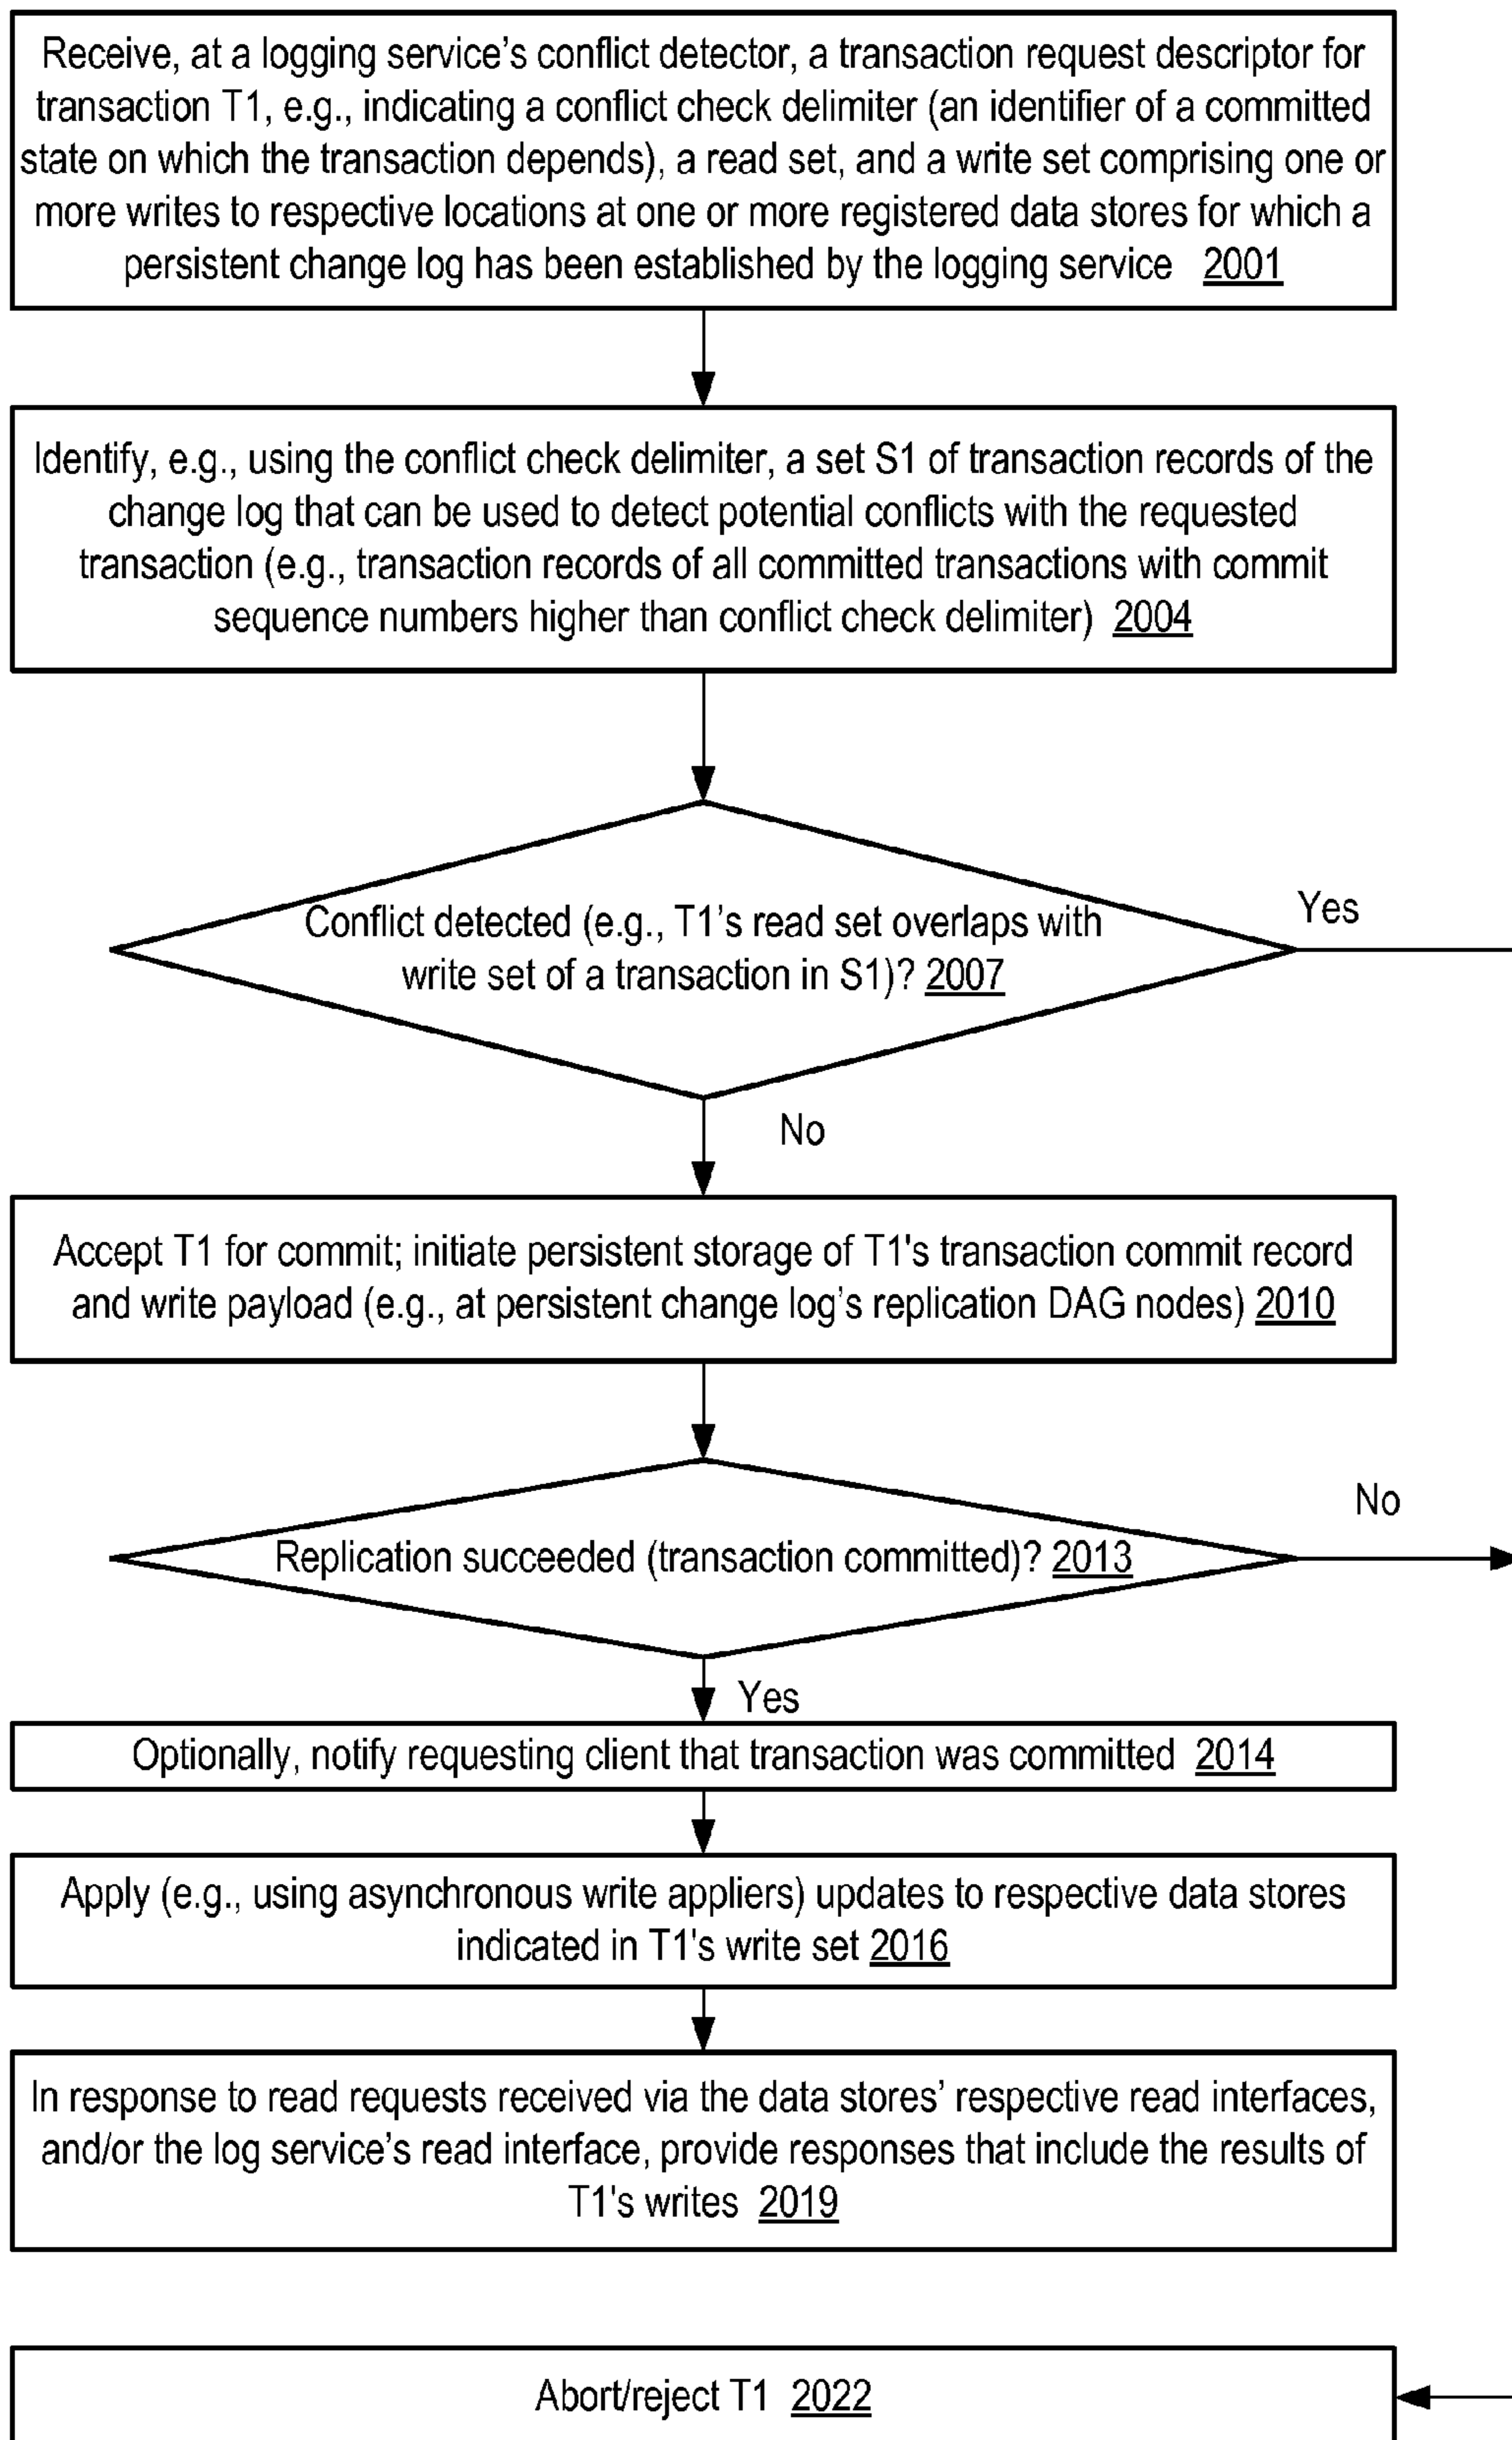 Receive, at a logging service's conflict detector, a transaction request descriptor for
transaction T1, e.g., indicating a conflict check delimiter (an identifier of a committed
state on which the transaction depends), a read set, and a write set comprising one or
more writes to respective locations at one or more registered data stores for which a
persistent change log has been established by the logging service 2001
Identify, e.g., using the conflict check delimiter, a set S1 of transaction records of the
change log that can be used to detect potential conflicts with the requested
transaction (e.g., transaction records of all committed transactions with commit
sequence numbers higher than conflict check delimiter) 2004
Yes
Conflict detected (e.g., T1's read set overlaps with
write set of a transaction in S1)? 2007
No
Accept T1 for commit; initiate persistent storage of T1's transaction commit record
and write payload (e.g., at persistent change log's replication DAG nodes) 2010
No
Replication succeeded (transaction committed)? 2013
Yes
Optionally, notify requesting client that transaction was committed 2014
Apply (e.g., using asynchronous write appliers) updates to respective data stores
indicated in T1's write set 2016
In response to read requests received via the data stores' respective read interfaces,
and/or the log service's read interface, provide responses that include the results of
T1's writes 2019
Abort/reject T1 2022